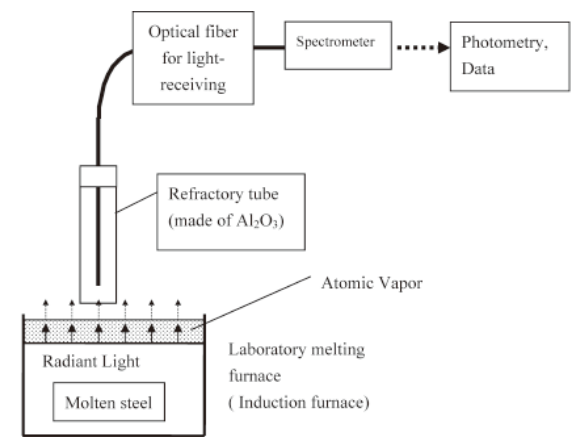 Optical fiber
for light-
receiving
Spectrometer
Photometry,
Data
Refractory tube
(made of Al₂O₃)
Atomic Vapor
Radiant Light
Molten steel
Laboratory melting
furnace
( Induction furnace)